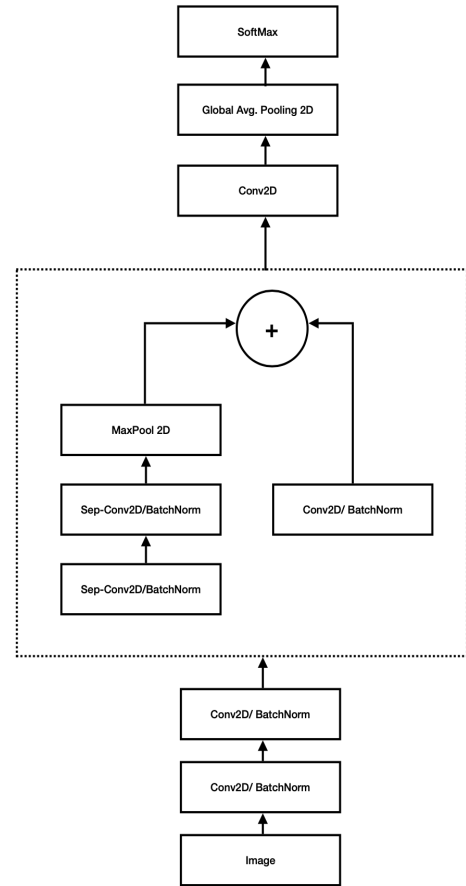 SoftMax
Global Avg. Pooling 2D
Conv2D
+
MaxPool 2D
Sep-Conv2D/BatchNorm
Conv2D/ BatchNorm
Sep-Conv2D/BatchNorm
Conv2D/ BatchNorm
Conv2D/ BatchNorm
Image